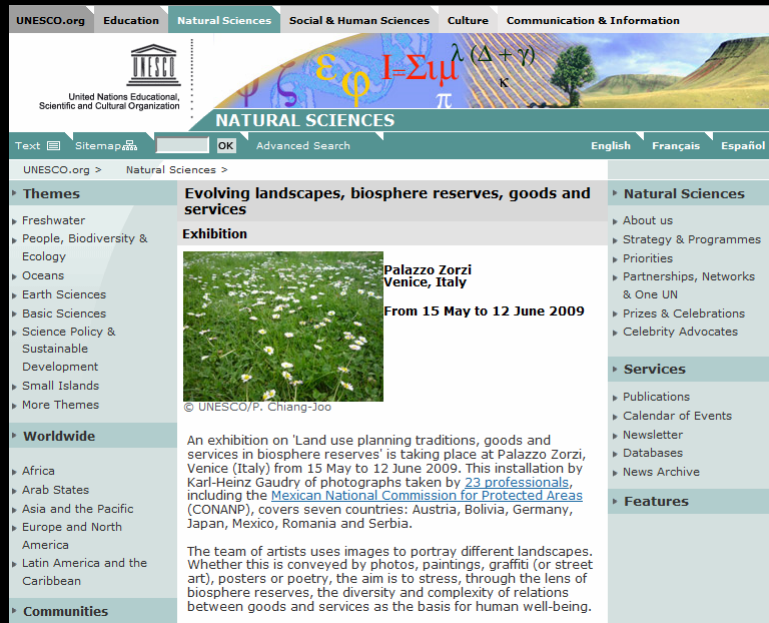 UNESCO.org Education Natural Sciences Social & Human Sciences Culture Communication & Information
UNESCO
United Nations Educational,
Scientific and Cultural Organization
φ ζ εφ I=Σιμ λ (Δ + γ)
κ
π
NATURAL SCIENCES
Text Sitemap OK Advanced Search English Français Español
UNESCO.org > Natural Sciences >
Themes
Freshwater
People, Biodiversity &
Ecology
Oceans
Earth Sciences
Basic Sciences
Science Policy &
Sustainable
Development
Small Islands
More Themes
Worldwide
Africa
Arab States
Asia and the Pacific
Europe and North
America
Latin America and the
Caribbean
Communities
Evolving landscapes, biosphere reserves, goods and
services
Exhibition
Palazzo Zorzi
Venice, Italy
From 15 May to 12 June 2009
© UNESCO/P. Chiang-Joo
An exhibition on 'Land use planning traditions, goods and
services in biosphere reserves' is taking place at Palazzo Zorzi,
Venice (Italy) from 15 May to 12 June 2009. This installation by
Karl-Heinz Gaudry of photographs taken by 23 professionals,
including the Mexican National Commission for Protected Areas
(CONANP), covers seven countries: Austria, Bolivia, Germany,
Japan, Mexico, Romania and Serbia.
The team of artists uses images to portray different landscapes.
Whether this is conveyed by photos, paintings, graffiti (or street
art), posters or poetry, the aim is to stress, through the lens of
biosphere reserves, the diversity and complexity of relations
between goods and services as the basis for human well-being.
Natural Sciences
About us
Strategy & Programmes
Priorities
Partnerships, Networks
& One UN
Prizes & Celebrations
Celebrity Advocates
Services
Publications
Calendar of Events
Newsletter
Databases
News Archive
Features